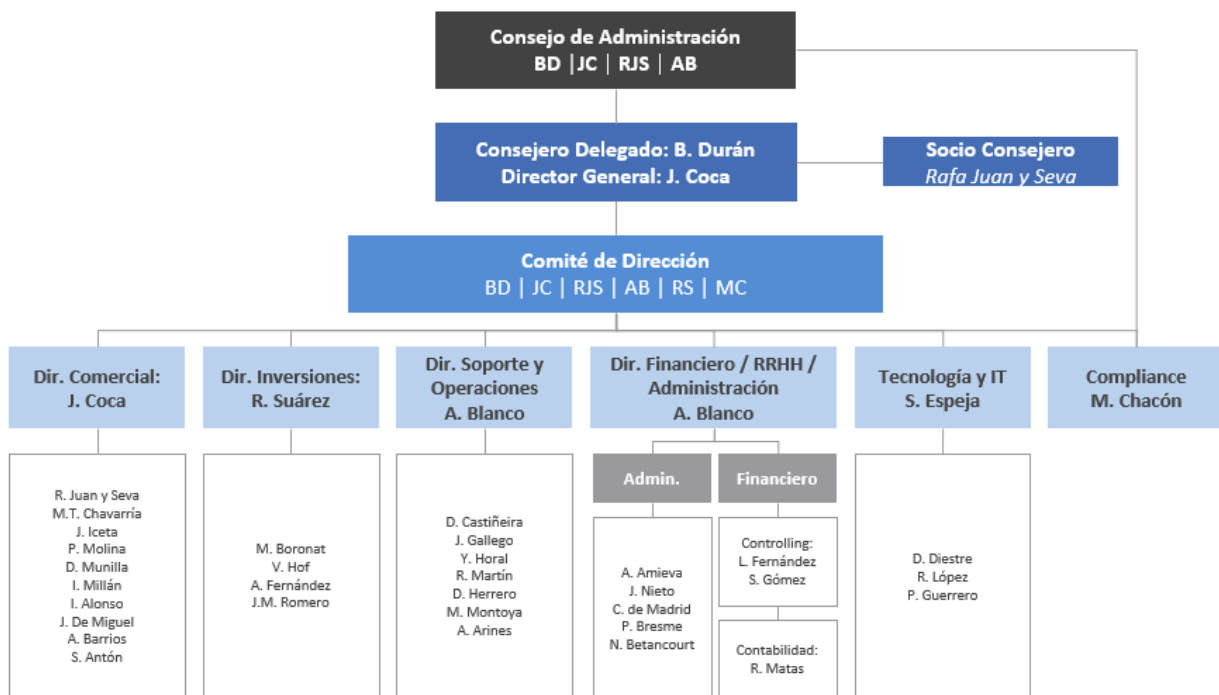 Consejo de Administración
BD | JC | RJS | AB
Consejero Delegado: B. Durán
Director General: J. Coca
Socio Consejero
Rafa Juan y Seva
Comité de Dirección
BD | JC | RJS | AB | RS | MC
Dir. Comercial:
J. Coca
Dir. Inversiones:
R. Suárez
Dir. Soporte y
Operaciones
A. Blanco
Dir. Financiero / RRHH /
Administración
A. Blanco
Tecnología y IT
S. Espeja
Compliance
M. Chacón
R. Juan y Seva
M.T. Chavarría
J. Iceta
P. Molina
D. Munilla
I. Millán
I. Alonso
J. De Miguel
A. Barrios
S. Antón
M. Boronat
V. Hof
A. Fernández
J.M. Romero
D. Castiñeira
J. Gallego
Y. Horal
R. Martín
D. Herrero
M. Montoya
A. Arines
Admin.
A. Amieva
J. Nieto
C. de Madrid
P. Bresme
N. Betancourt
Financiero
Controlling:
L. Fernández
S. Gómez
Contabilidad:
R. Matas
D. Diestre
R. López
P. Guerrero